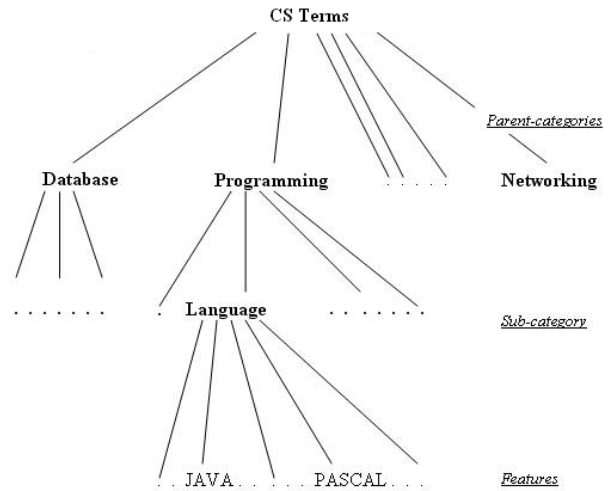 CS Terms
Parent-categories
Database Programming . . . . . Networking
. . . . . . . . Language . . . . . . . Sub-category
. . JAVA . . . . . PASCAL . . . Features